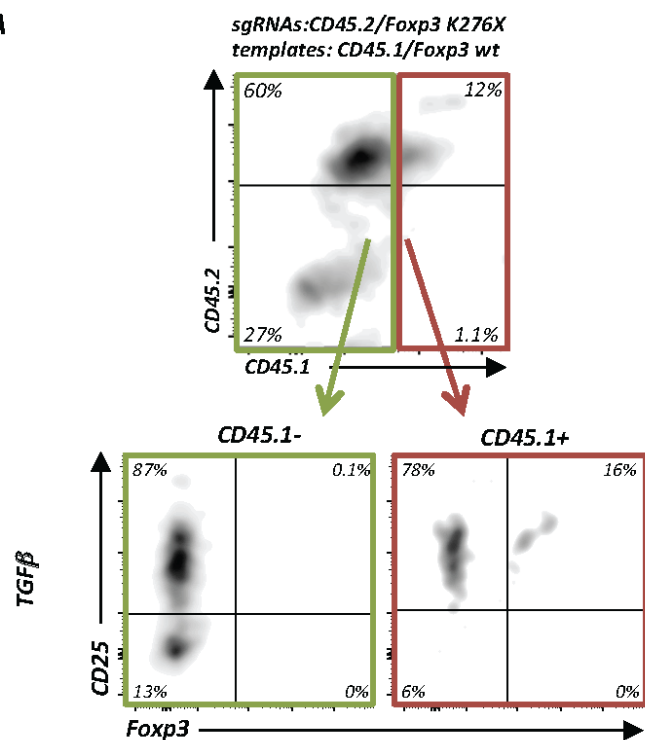 A
sgRNAs:CD45.2/Foxp3 K276X
templates: CD45.1/Foxp3 wt
60%
12%
CD45.2
27%
1.1%
CD45.1
CD45.1-
CD45.1+
87%
0.1%
78%
16%
TGFβ
CD25
13%
0%
6%
0%
Foxp3